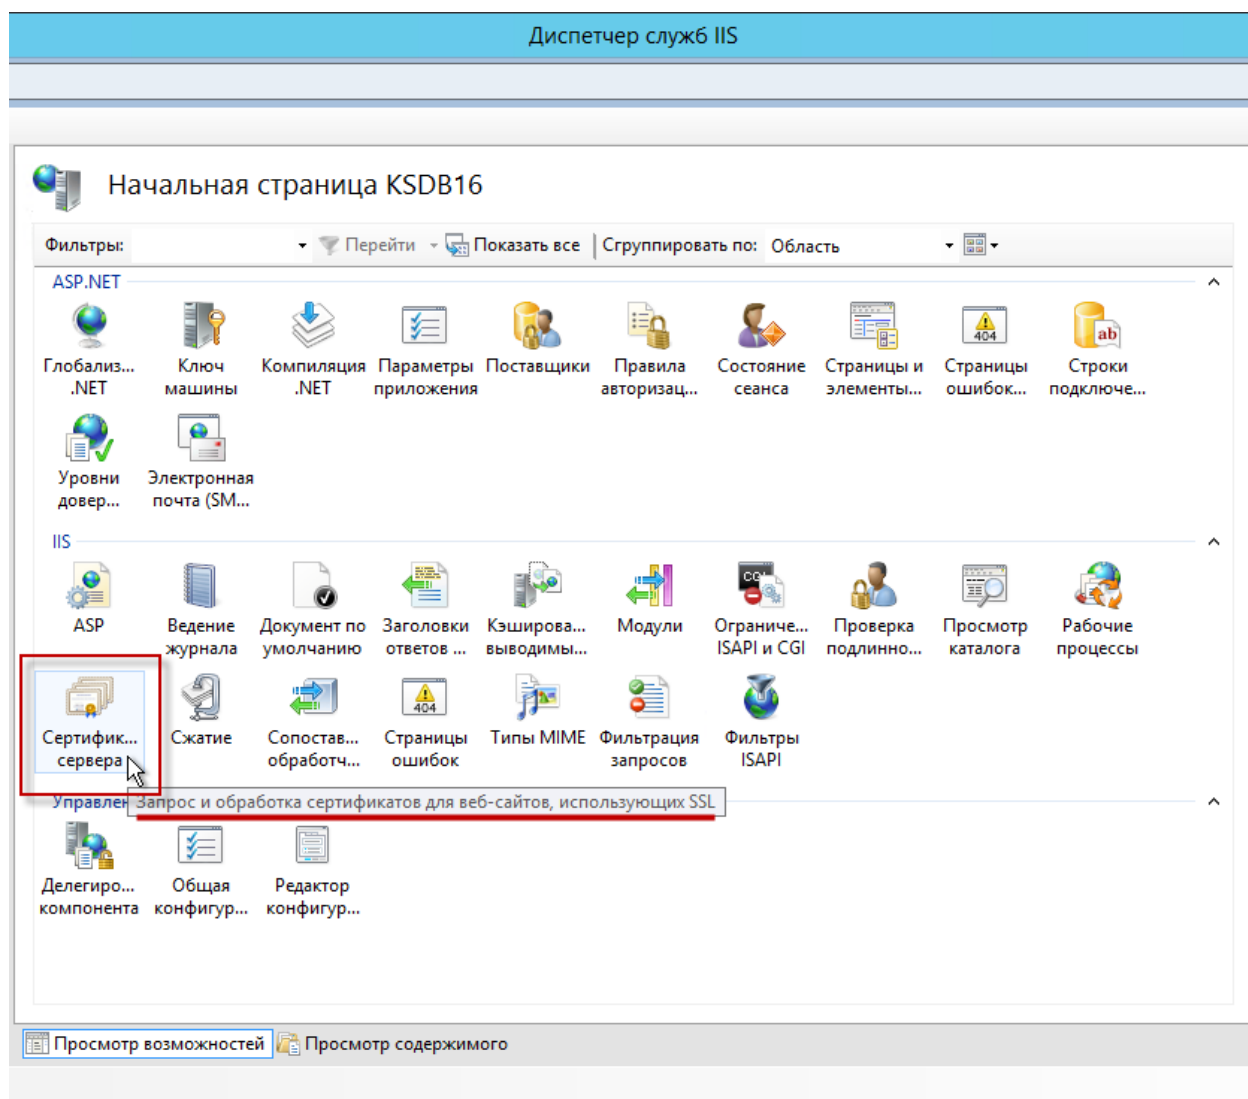 Диспетчер служб IIS
Начальная страница KSDB16
Фильтры: Перейти Показать все Сгруппировать по: Область
ASP.NET
Глобализ... Ключ Компиляция Параметры Поставщики Правила Состояние Страницы и Страницы Строки
.NET машины .NET приложения авторизац... сеанса элементы... ошибок... подключе...
Уровни Электронная
довер... почта (SM...
IIS
ASP Ведение Документ по Заголовки Кэширова... Модули Ограниче... Проверка Просмотр Рабочие
журнала умолчанию ответов ... выводимы... ISAPI и CGI подлинно... каталога процессы
Сертифик... Сжатие Сопостав... Страницы Типы MIME Фильтрация Фильтры
сервера обработч... ошибок запросов ISAPI
Управлен Запрос и обработка сертификатов для веб-сайтов, использующих SSL
Делегиро... Общая Редактор
компонента конфигур... конфигур...
Просмотр возможностей Просмотр содержимого